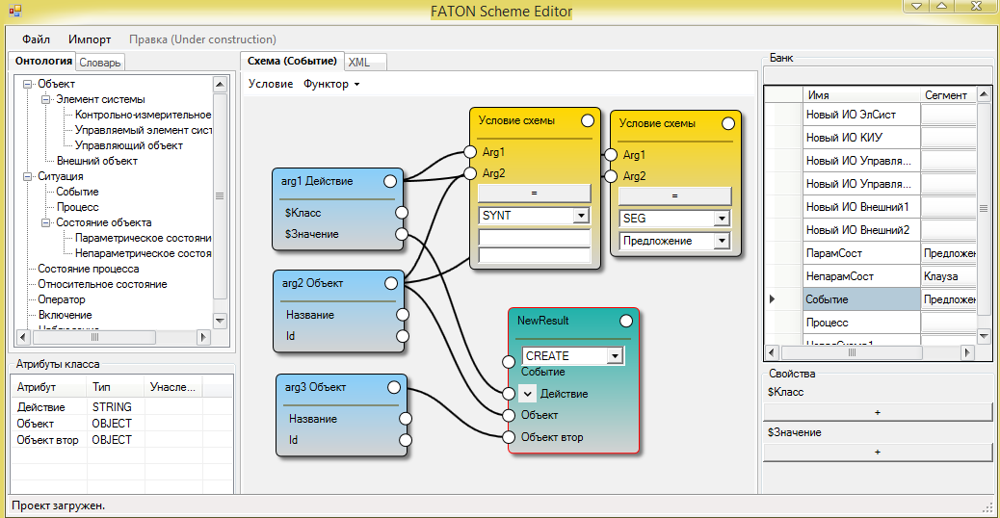 FATON Scheme Editor
Файл Импорт Правка (Under construction)
Онтология Словарь
Объект
Элемент системы
Контрольно-измерительное
Управляемый элемент сист
Управляющий объект
Внешний объект
Ситуация
Событие
Процесс
Состояние объекта
Параметрическое состояни
Непараметрическое состоя
Состояние процесса
Относительное состояние
Оператор
Включение
Атрибуты класса
Атрибут Тип Унасле...
Действие STRING
Объект OBJECT
Объект втор OBJECT
Схема (Событие) XML
Условие Функтор
arg1 Действие
$Класс
$Значение
arg2 Объект
Название
Id
arg3 Объект
Название
Id
Условие схемы
Arg1
Arg2
=
SYNT
Условие схемы
Arg1
Arg2
=
SEG
Предложение
NewResult
CREATE
Событие
Действие
Объект
Объект втор
Банк
Имя Сегмент
Новый ИО ЭлСист
Новый ИО КИУ
Новый ИО Управля...
Новый ИО Управля...
Новый ИО Внешний1
Новый ИО Внешний2
ПарамСост Предложен
НепарамСост Клауза
Событие Предложен
Процесс
Свойства
$Класс
+
$Значение
+
Проект загружен.